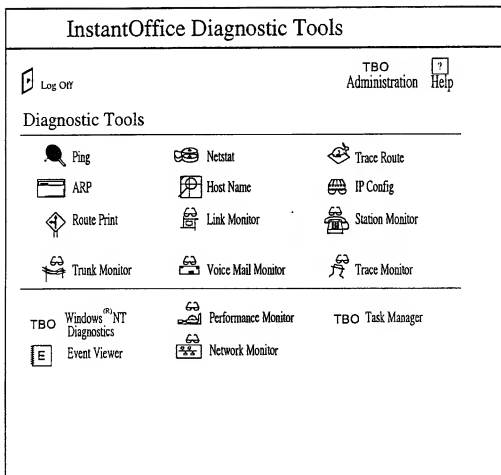 InstantOffice Diagnostic Tools
Log Off
TBO
Administration
?
Help
Diagnostic Tools
Ping
Netstat
Trace Route
ARP
Host Name
IP Config
Route Print
Link Monitor
Station Monitor
Trunk Monitor
Voice Mail Monitor
Trace Monitor
TBO
Windows(R)NT
Diagnostics
Performance Monitor
TBO Task Manager
E
Event Viewer
Network Monitor